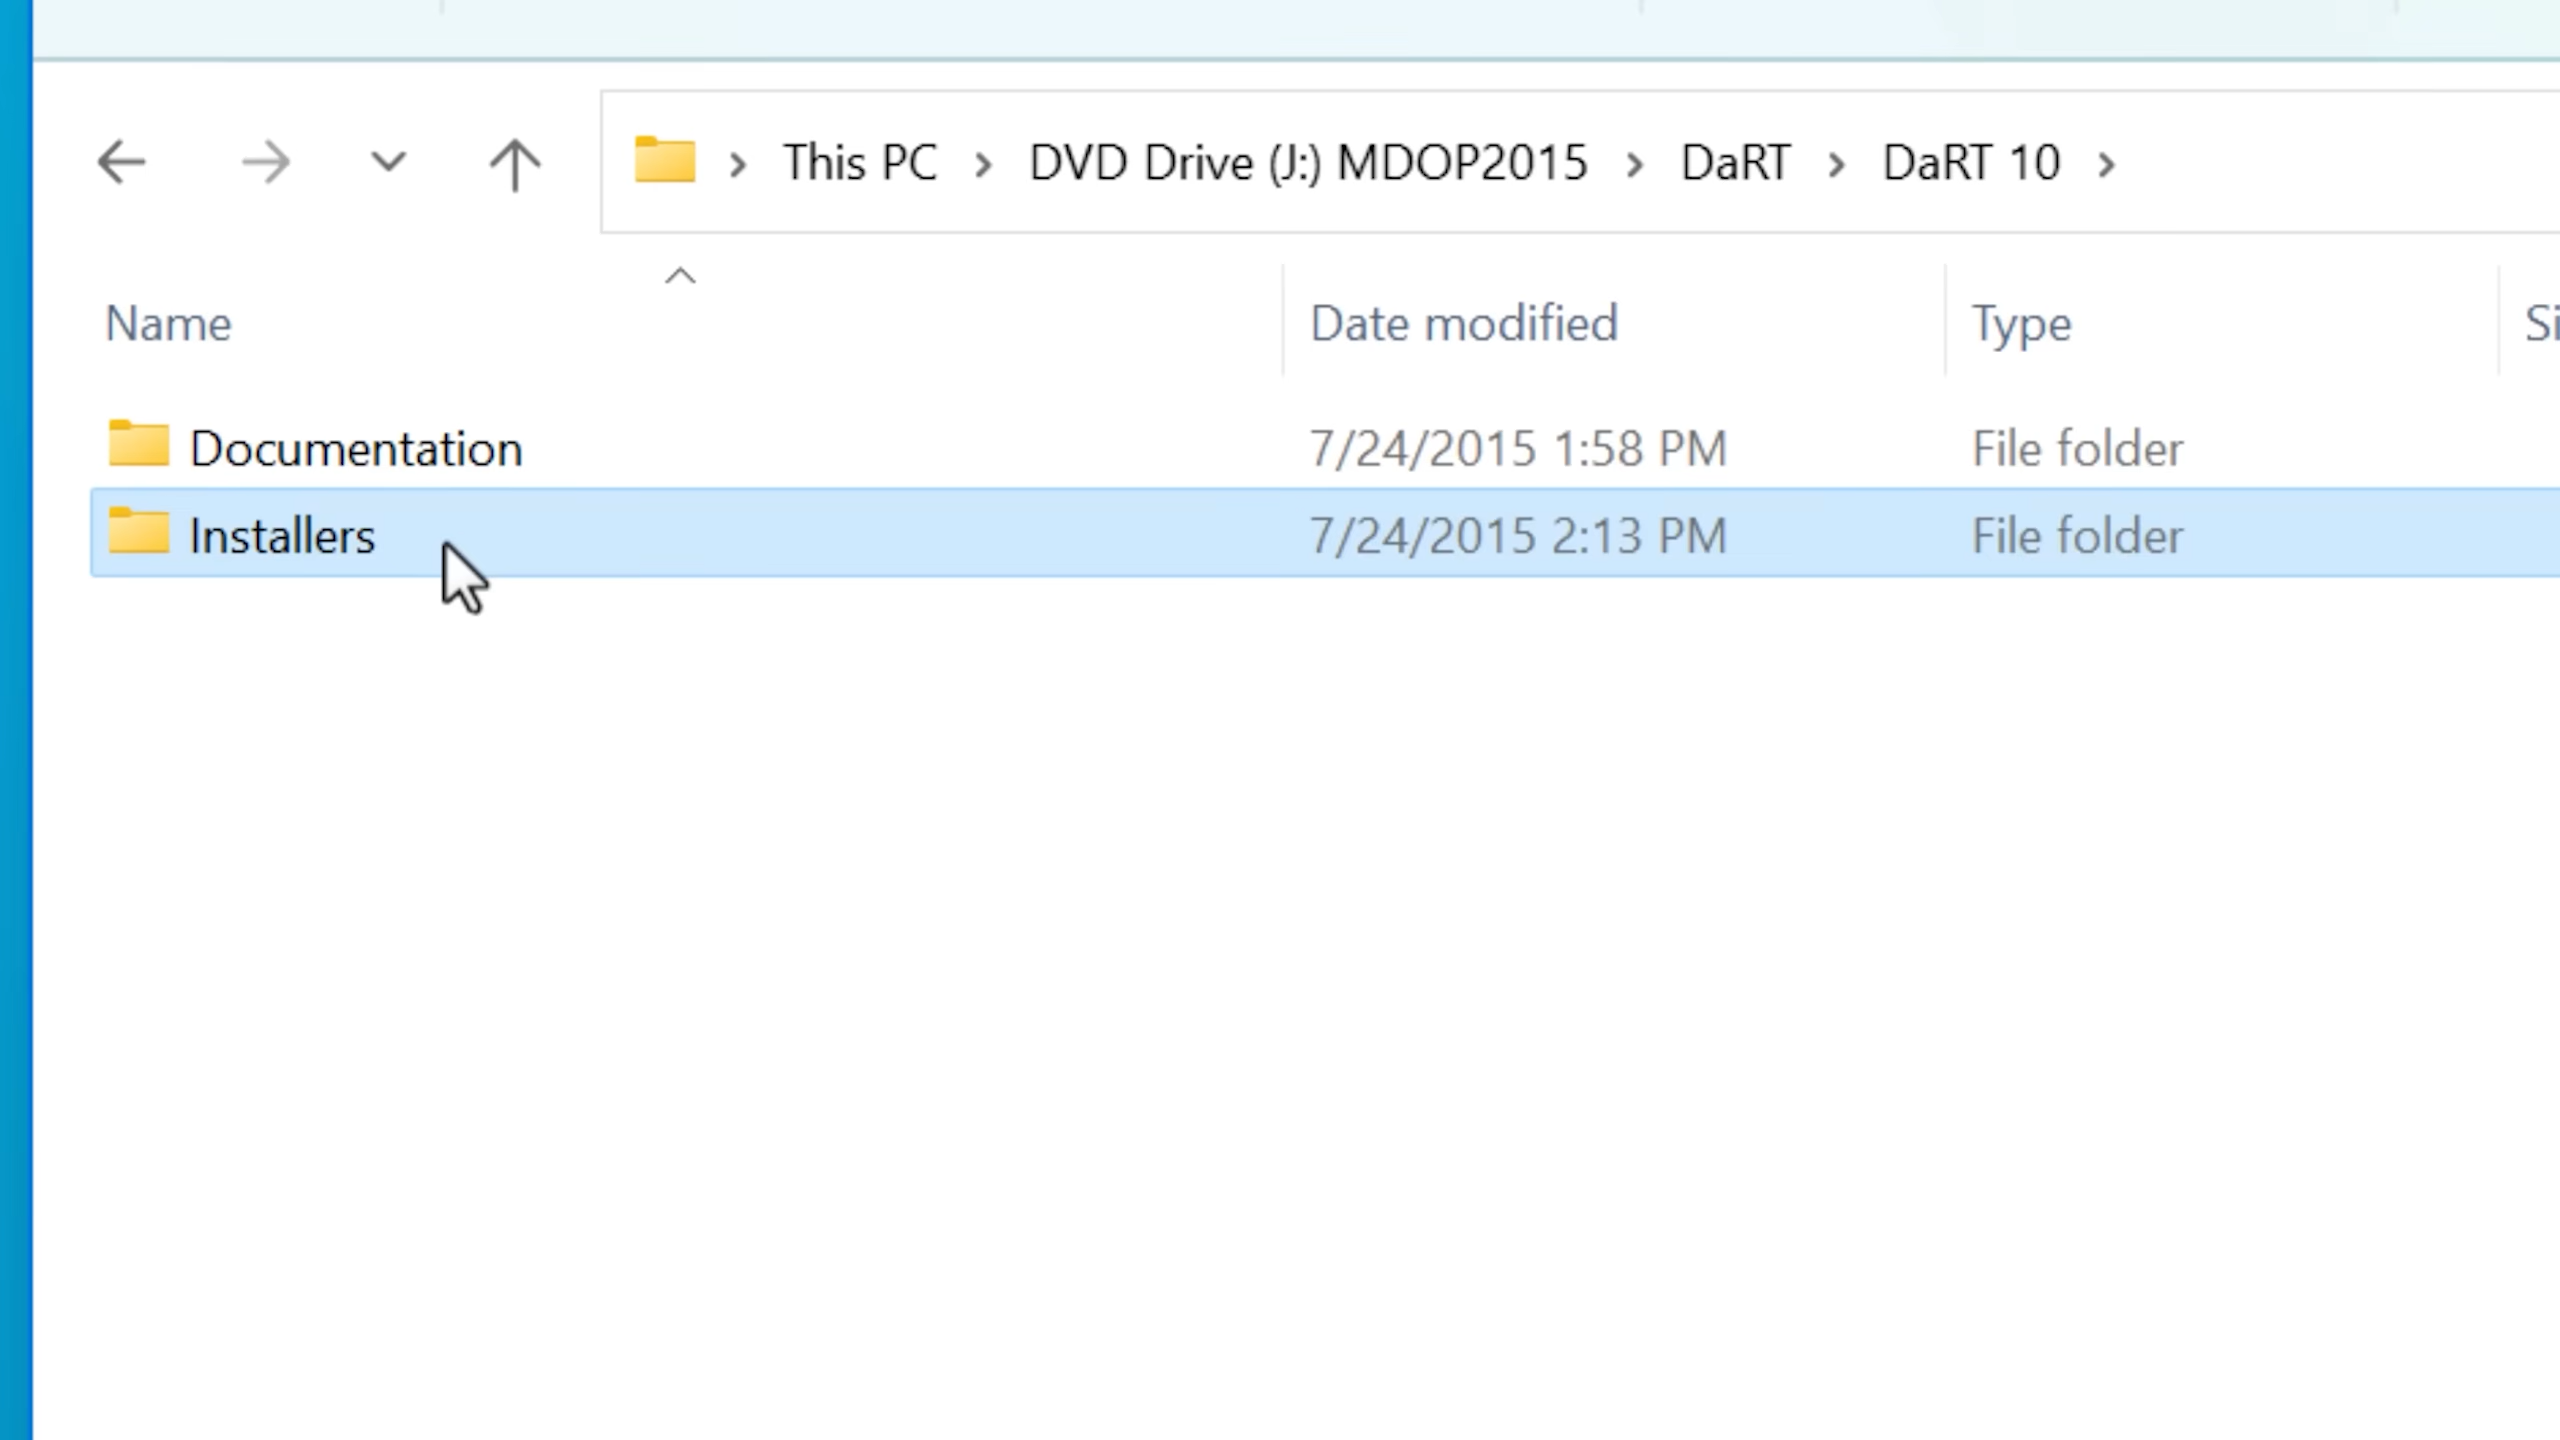 This PC > DVD Drive (J:) MDOP2015 > DaRT > DaRT 10 >
Name Date modified Type Si
Documentation 7/24/2015 1:58 PM File folder
Installers 7/24/2015 2:13 PM File folder